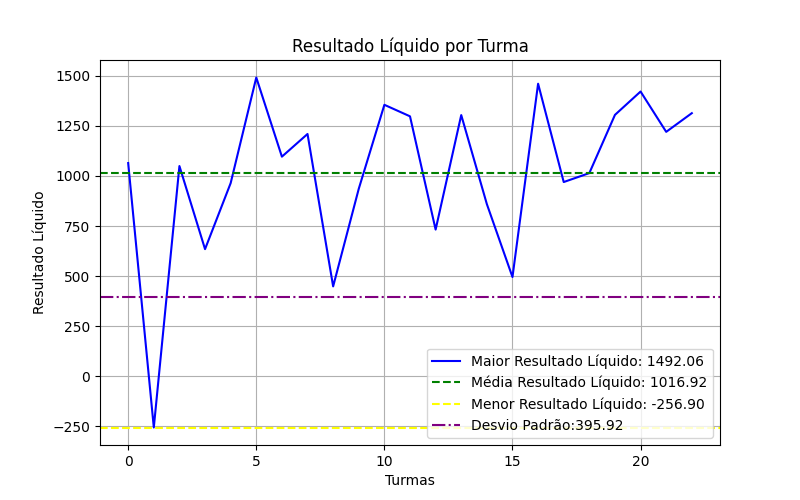 Resultado Líquido por Turma
Resultado Líquido
1500
1250
1000
750
500
250
0
−250
Maior Resultado Líquido: 1492.06
Média Resultado Líquido: 1016.92
Menor Resultado Líquido: -256.90
Desvio Padrão:395.92
0 5 10 15 20
Turmas